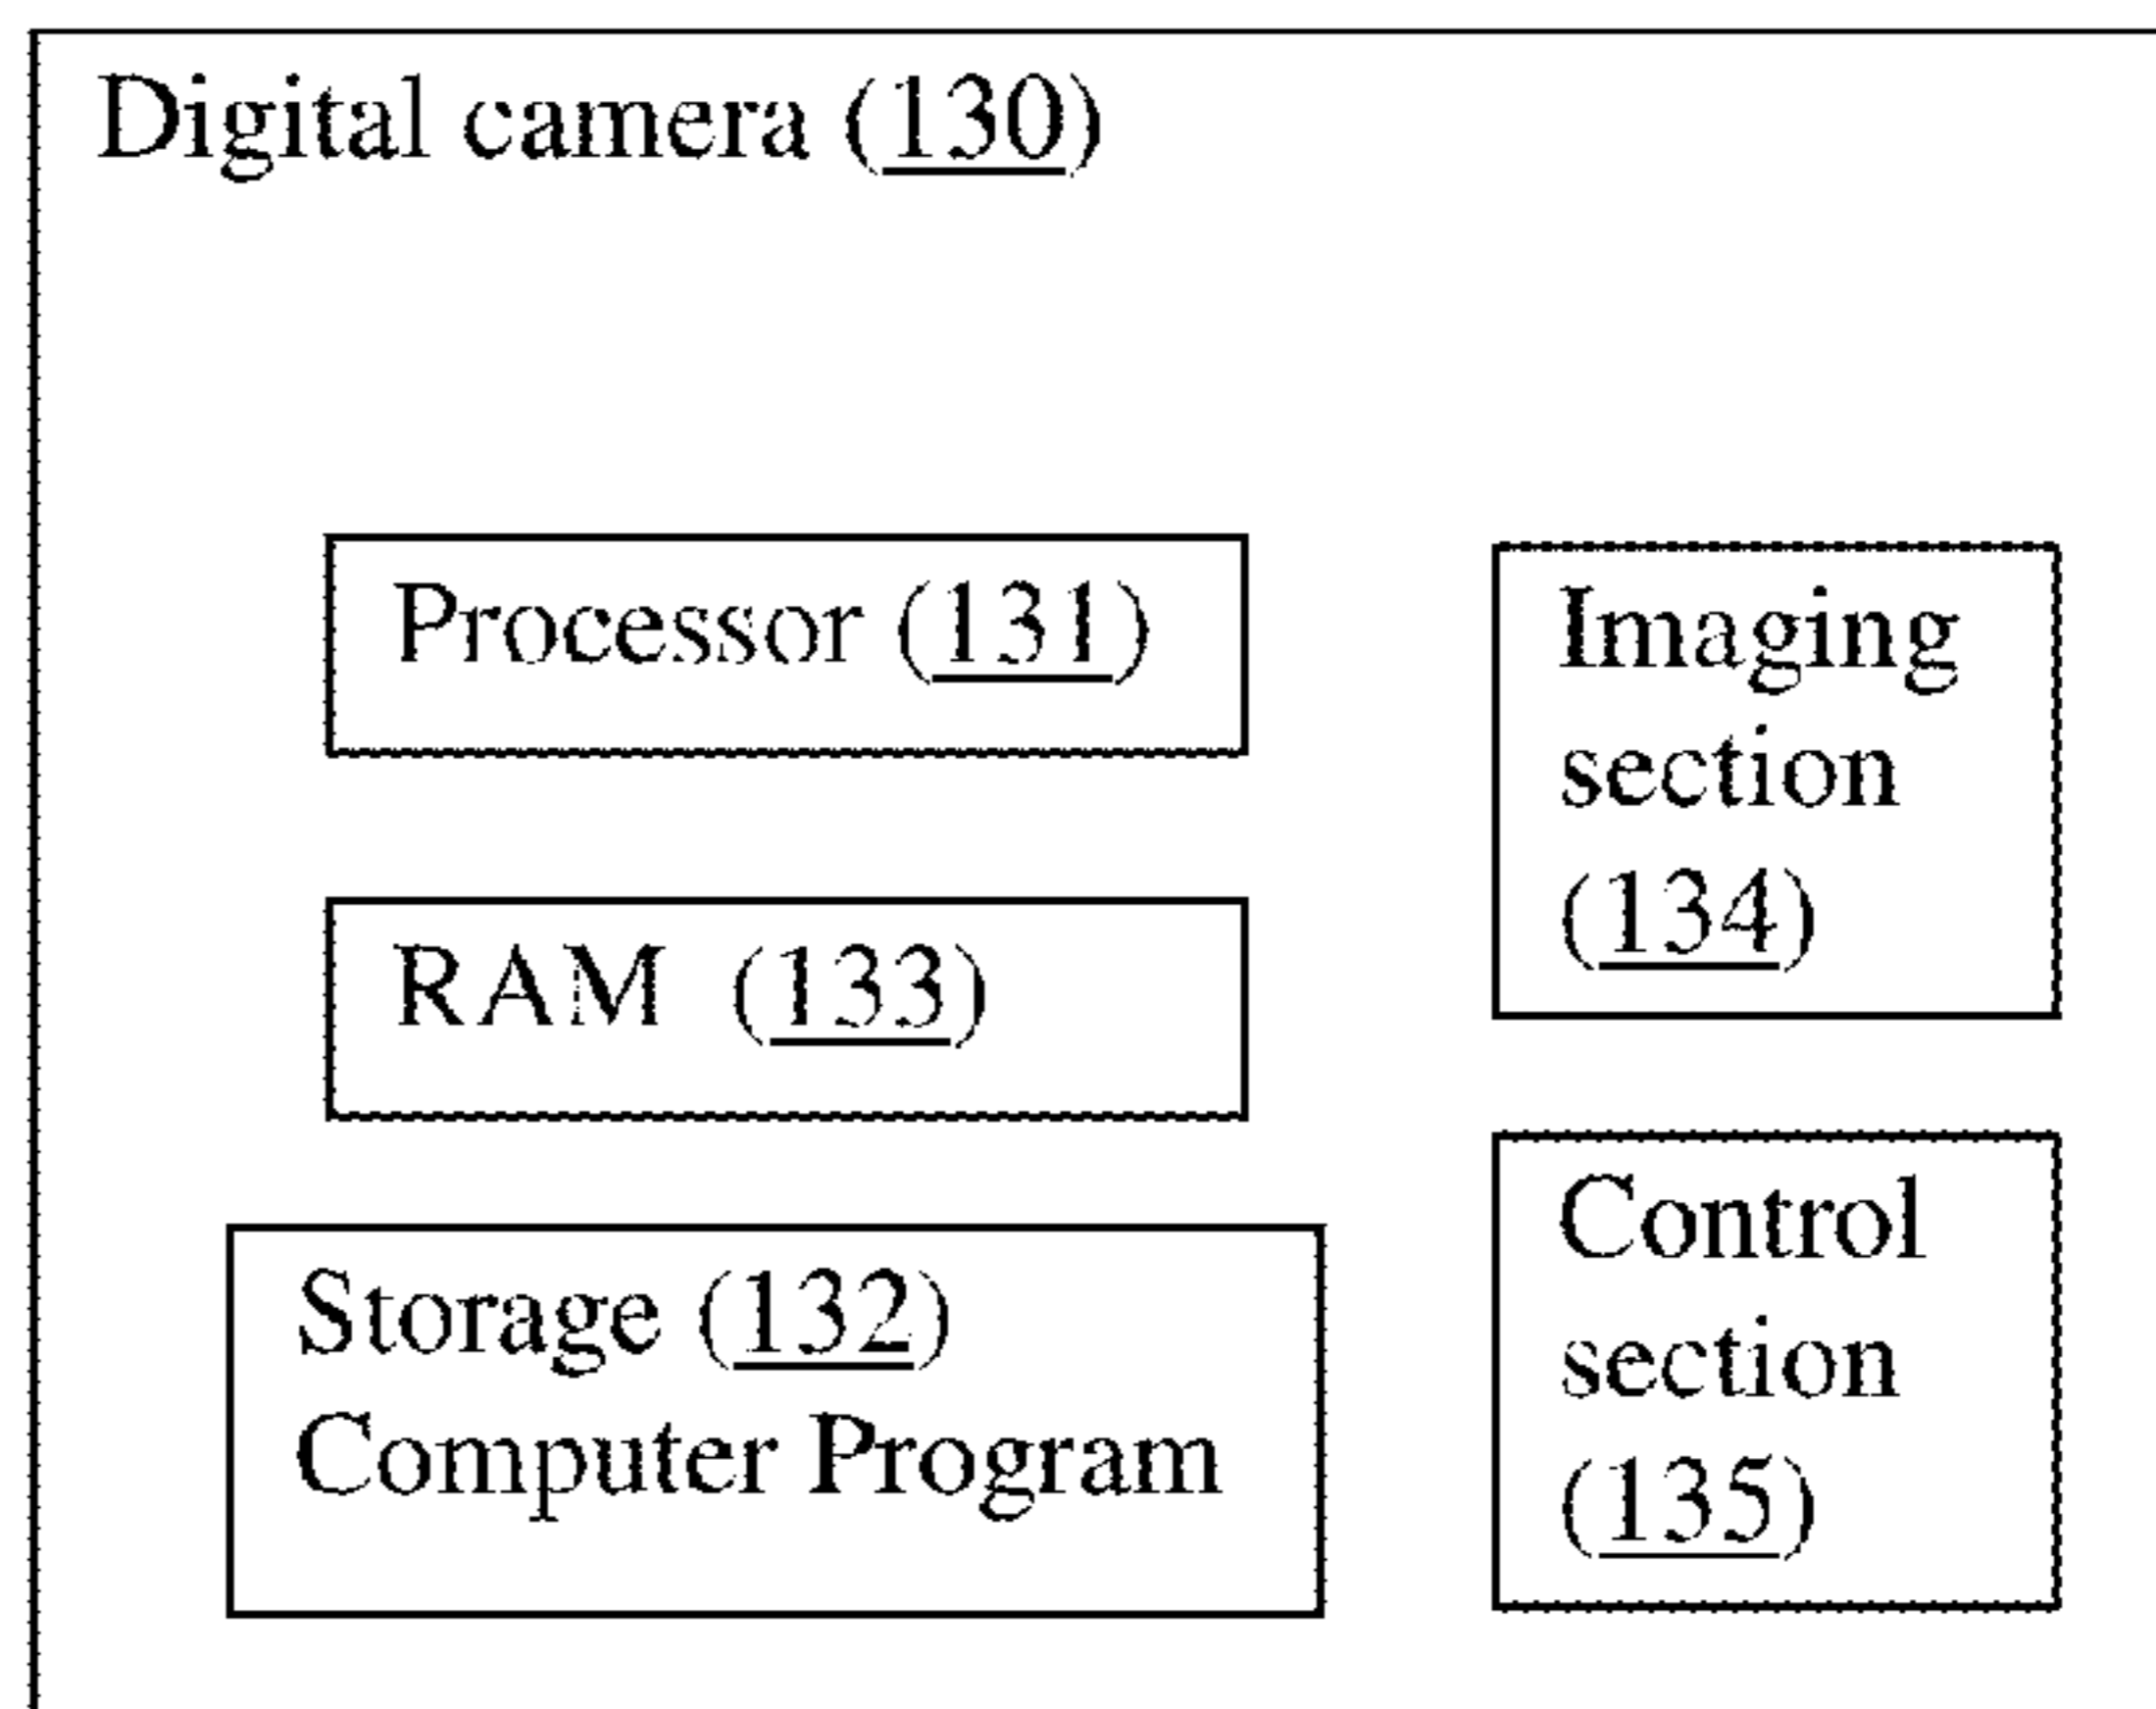 Digital camera (130)
Processor (131)
RAM (133)
Storage (132)
Computer Program
Imaging
section
(134)
Control
section
(135)